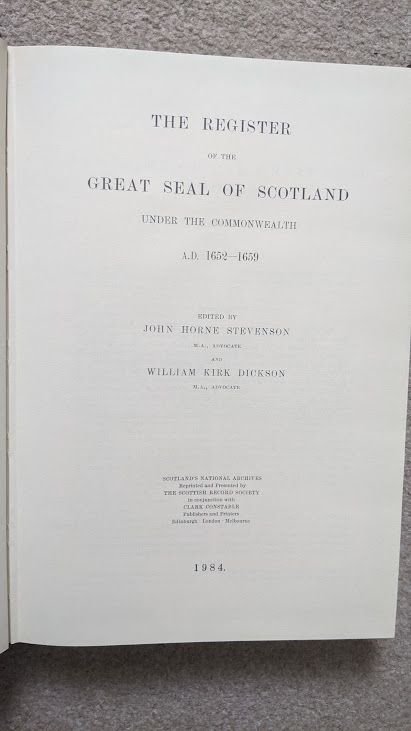 THE REGISTER
OF THE
GREAT SEAL OF SCOTLAND
UNDER THE COMMONWEALTH
A.D. 1652—1659
EDITED BY
JOHN HORNE STEVENSON
M.A., ADVOCATE
AND
WILLIAM KIRK DICKSON
M.A., ADVOCATE
SCOTLAND'S NATIONAL ARCHIVES
Reprinted and Presented by
THE SCOTTISH RECORD SOCIETY
in conjunction with
CLARK CONSTABLE
Publishers and Printers
Edinburgh · London · Melbourne
1984.